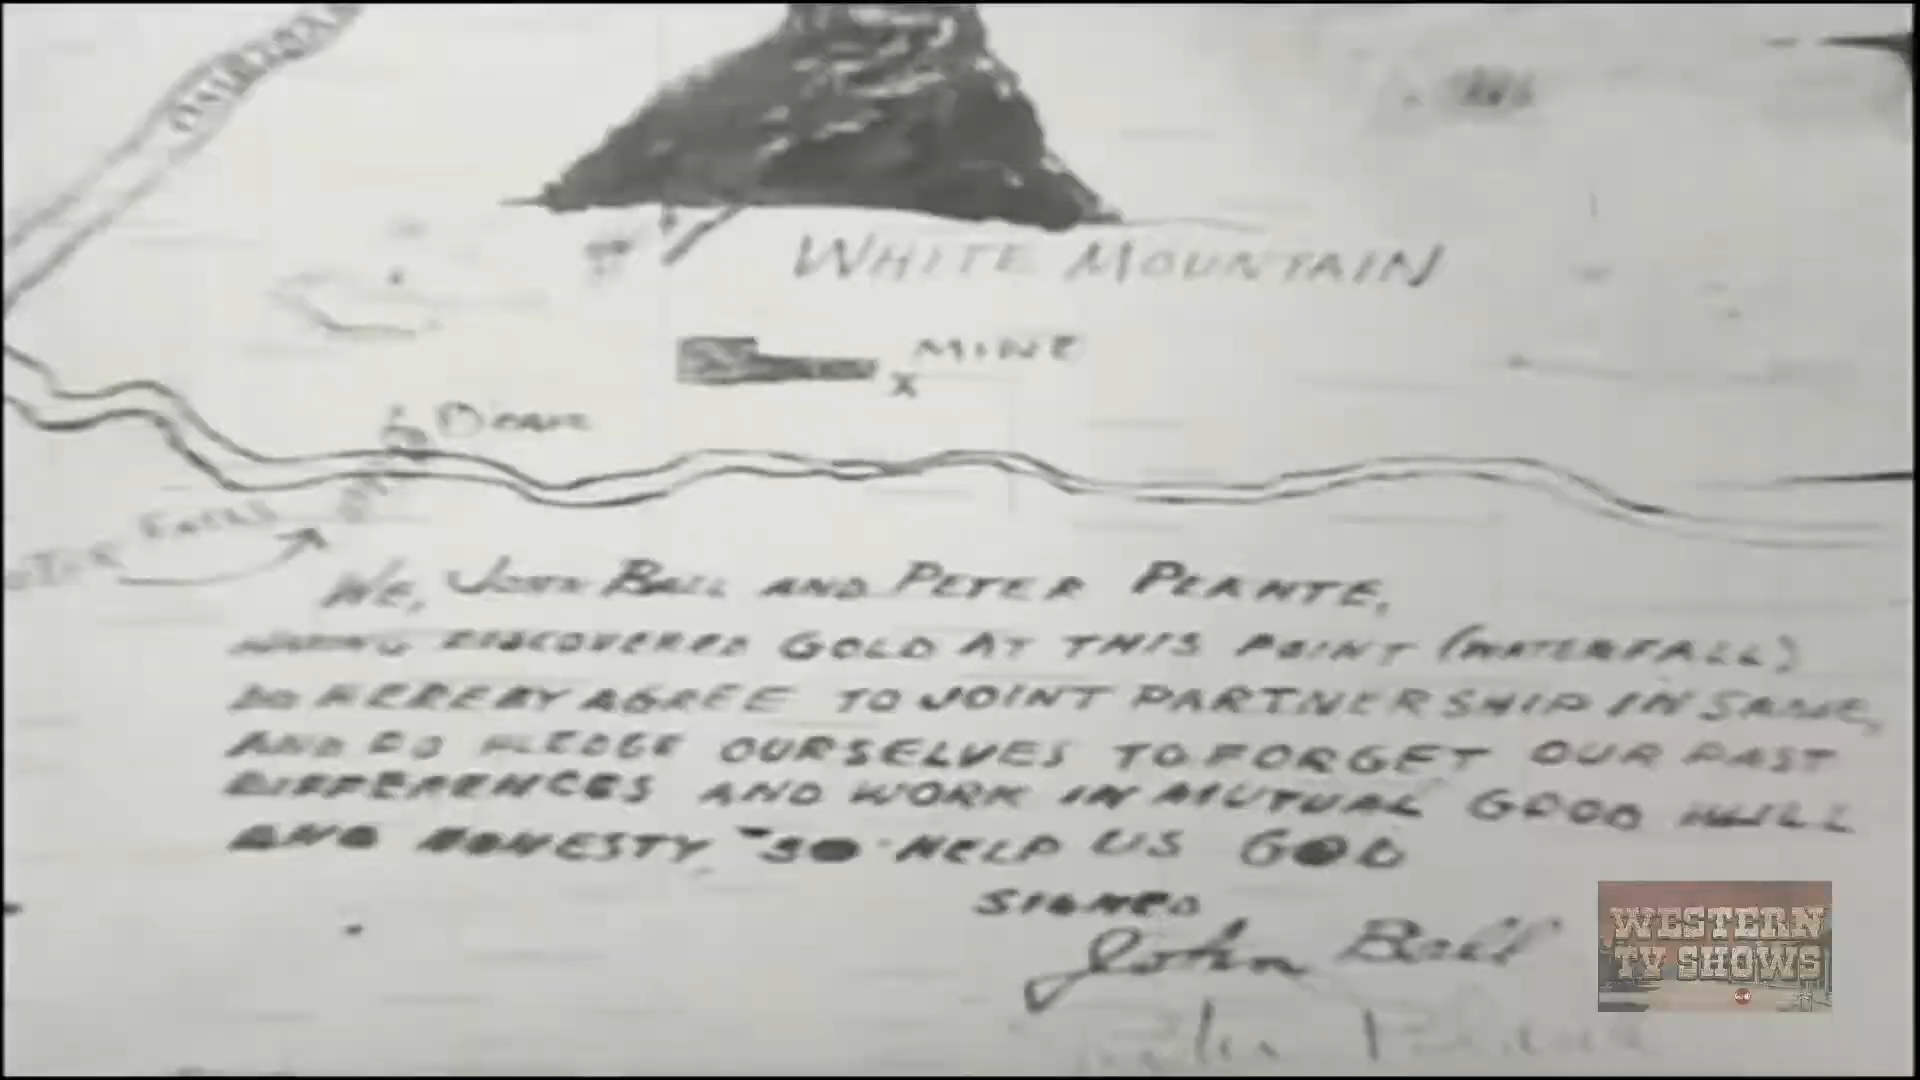 WHITE MOUNTAIN
MINE
X
FALLS
WE, JOHN BALL AND PETER PLANTE,
HAVING DISCOVERED GOLD AT THIS POINT (WATERFALL)
DO HEREBY AGREE TO JOINT PARTNERSHIP IN SAME,
AND DO PLEDGE OURSELVES TO FORGET OUR PAST
DIFFERENCES AND WORK IN MUTUAL GOOD WILL
AND HONESTY, SO HELP US GOD
SIGNED
John Ball
WESTERN
TV SHOWS